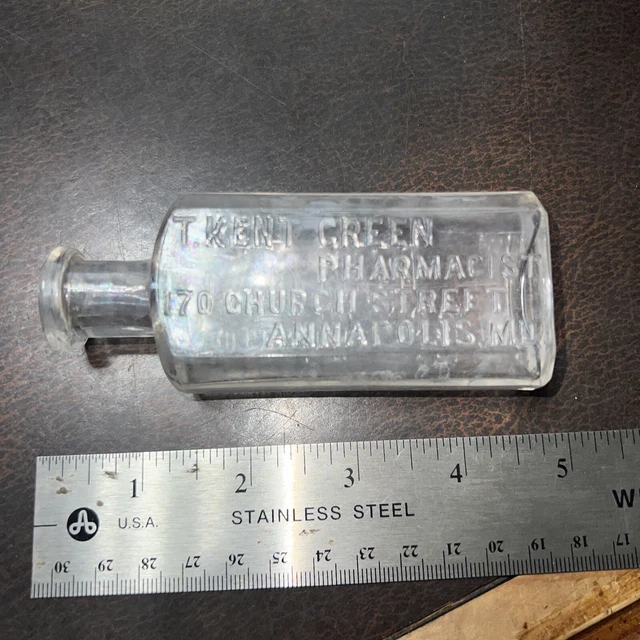 T. KENT GREEN
PHARMACIST
170 CHURCH STREET
ANNAPOLIS, MD
1 2 3 4 5
U.S.A. STAINLESS STEEL
30 29 28 27 26 25 24 23 22 21 20 19 18 17